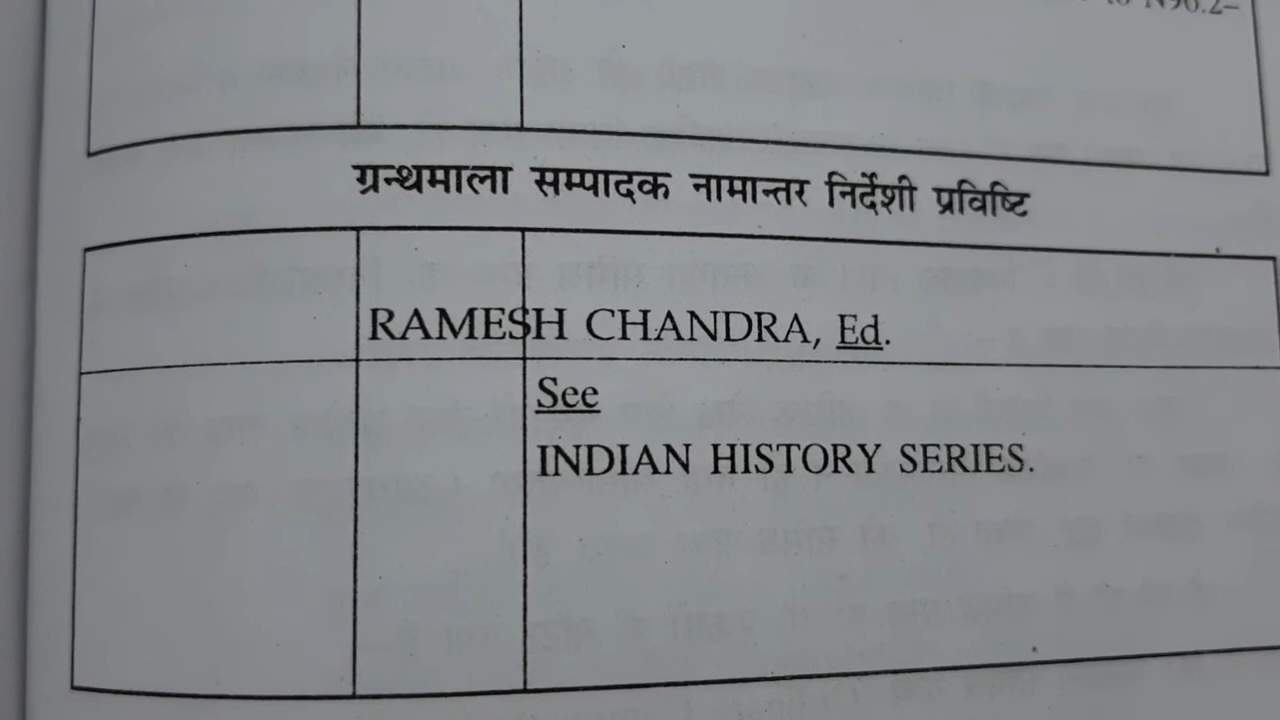 ग्रन्थमाला सम्पादक नामान्तर निर्देशी प्रविष्टि
RAMESH CHANDRA, Ed.
See
INDIAN HISTORY SERIES.